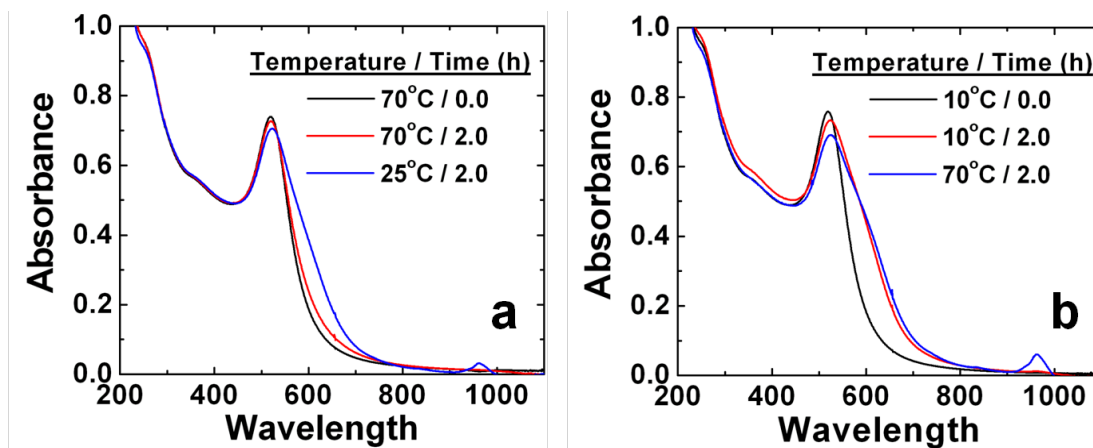 1.0
0.8
0.6
0.4
0.2
0.0
Absorbance
Temperature / Time (h)
70°C / 0.0
70°C / 2.0
25°C / 2.0
a
200 400 600 800 1000
Wavelength
1.0
0.8
0.6
0.4
0.2
0.0
Absorbance
Temperature / Time (h)
10°C / 0.0
10°C / 2.0
70°C / 2.0
b
200 400 600 800 1000
Wavelength